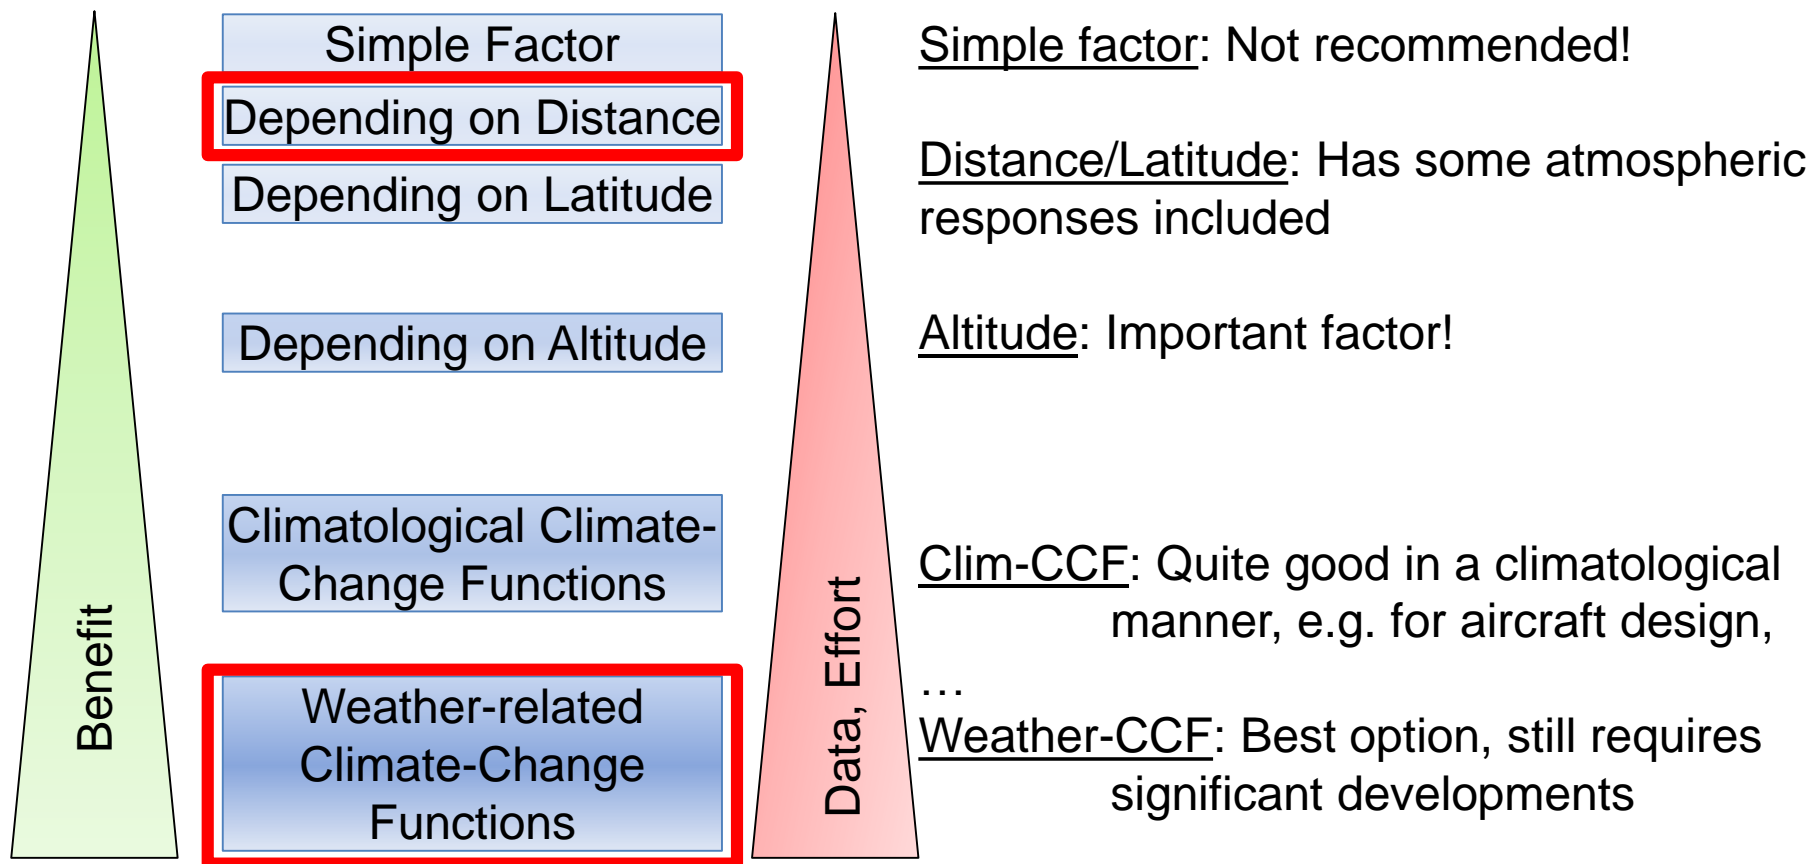 Simple Factor
Depending on Distance
Depending on Latitude
Depending on Altitude
Climatological Climate-
Change Functions
Weather-related
Climate-Change
Functions
Benefit
Data, Effort
Simple factor: Not recommended!
Distance/Latitude: Has some atmospheric
responses included
Altitude: Important factor!
Clim-CCF: Quite good in a climatological
manner, e.g. for aircraft design,
…
Weather-CCF: Best option, still requires
significant developments